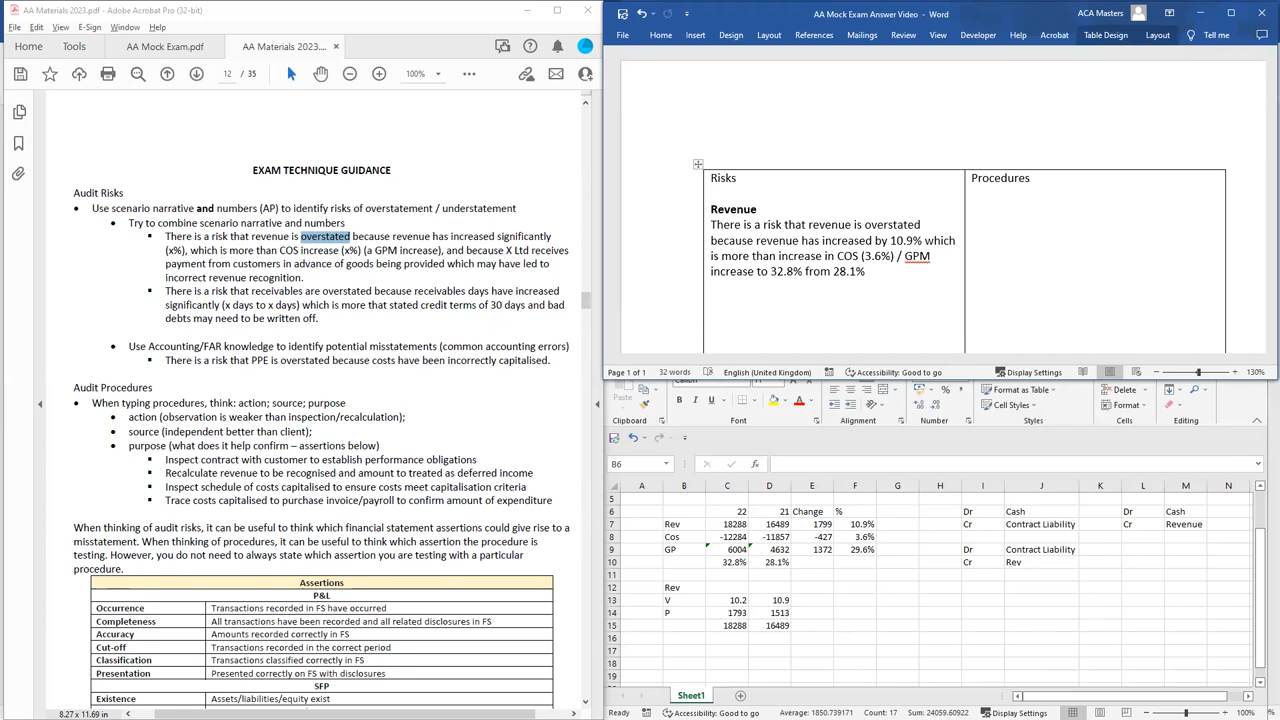 AA Materials 2023.pdf - Adobe Acrobat Pro (32-bit)
File Edit View E-Sign Window Help
Home Tools AA Mock Exam.pdf AA Materials 2023.... ×
12 / 35 100%
EXAM TECHNIQUE GUIDANCE
Audit Risks
• Use scenario narrative and numbers (AP) to identify risks of overstatement / understatement
• Try to combine scenario narrative and numbers
▪ There is a risk that revenue is overstated because revenue has increased significantly
(x%), which is more than COS increase (x%) (a GPM increase), and because X Ltd receives
payment from customers in advance of goods being provided which may have led to
incorrect revenue recognition.
▪ There is a risk that receivables are overstated because receivables days have increased
significantly (x days to x days) which is more that stated credit terms of 30 days and bad
debts may need to be written off.
• Use Accounting/FAR knowledge to identify potential misstatements (common accounting errors)
▪ There is a risk that PPE is overstated because costs have been incorrectly capitalised.
Audit Procedures
• When typing procedures, think: action; source; purpose
• action (observation is weaker than inspection/recalculation);
• source (independent better than client);
• purpose (what does it help confirm – assertions below)
▪ Inspect contract with customer to establish performance obligations
▪ Recalculate revenue to be recognised and amount to treated as deferred income
▪ Inspect schedule of costs capitalised to ensure costs meet capitalisation criteria
▪ Trace costs capitalised to purchase invoice/payroll to confirm amount of expenditure
When thinking of audit risks, it can be useful to think which financial statement assertions could give rise to a
misstatement. When thinking of procedures, it can be useful to think which assertion the procedure is
testing. However, you do not need to always state which assertion you are testing with a particular
procedure.
Assertions
P&L
Occurrence Transactions recorded in FS have occurred
Completeness All transactions have been recorded and all related disclosures in FS
Accuracy Amounts recorded correctly in FS
Cut-off Transactions recorded in the correct period
Classification Transactions classified correctly in FS
Presentation Presented correctly on FS with disclosures
SFP
Existence Assets/liabilities/equity exist
8.27 x 11.69 in
AA Mock Exam Answer Video - Word ACA Masters
File Home Insert Design Layout References Mailings Review View Developer Help Acrobat Table Design Layout Tell me
Risks Procedures
Revenue
There is a risk that revenue is overstated
because revenue has increased by 10.9% which
is more than increase in COS (3.6%) / GPM
increase to 32.8% from 28.1%
Page 1 of 1 32 words English (United Kingdom) Accessibility: Good to go Display Settings 130%
Paste B I U A % Format as Table Delete
Cell Styles Format
Clipboard Font Alignment Number Styles Cells Editing
B6 fx
A B C D E F G H I J K L M N
5
6 22 21 Change % Dr Cash Dr Cash
7 Rev 18288 16489 1799 10.9% Cr Contract Liability Cr Revenue
8 Cos -12284 -11857 -427 3.6%
9 GP 6004 4632 1372 29.6% Dr Contract Liability
10 32.8% 28.1% Cr Rev
11
12 Rev
13 V 10.2 10.9
14 P 1793 1513
15 18288 16489
16
17
18
19
Sheet1
Ready Accessibility: Good to go Average: 1850.739171 Count: 17 Sum: 24059.60922 Display Settings 100%